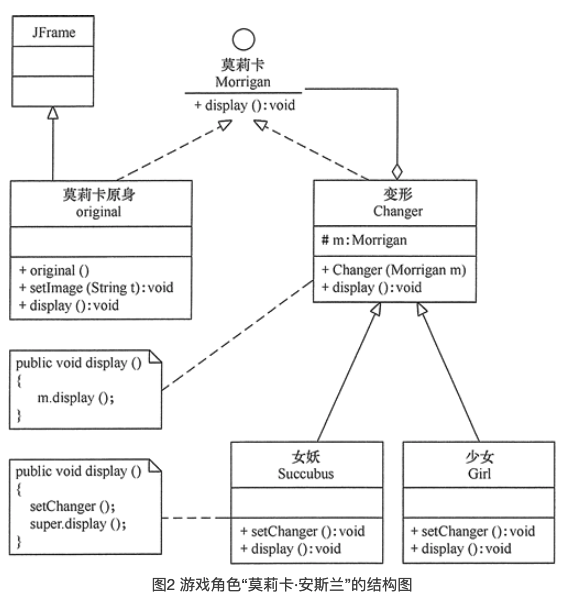 JFrame
莫莉卡
Morrigan
+ display ():void
莫莉卡原身
original
+ original ()
+ setImage (String t):void
+ display ():void
变形
Changer
# m:Morrigan
+ Changer (Morrigan m)
+ display ():void
public void display ()
{
m.display ();
}
public void display ()
{
setChanger ();
super.display ();
}
女妖
Succubus
+ setChanger ():void
+ display ():void
少女
Girl
+ setChanger ():void
+ display ():void
图2 游戏角色“莫莉卡·安斯兰”的结构图